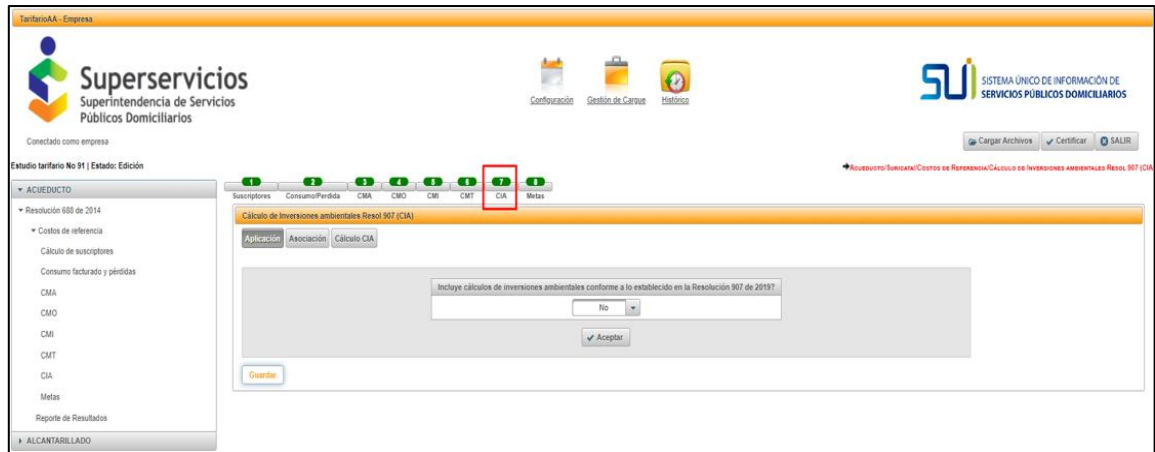 TarifarioAA - Empresa
Superservicios
Superintendencia de Servicios
Públicos Domiciliarios
Configuración Gestión de Cargue Histórico
sui SISTEMA ÚNICO DE INFORMACIÓN DE
SERVICIOS PÚBLICOS DOMICILIARIOS
Conectado como empresa
Cargar Archivos Certificar SALIR
Estudio tarifario No 91 | Estado: Edición
Acueducto/Suricata/Costos de Referencia/Cálculo de Inversiones ambientales Resol 907 (CIA
ACUEDUCTO
Resolución 688 de 2014
Costos de referencia
Cálculo de suscriptores
Consumo facturado y pérdidas
CMA
CMO
CMI
CMT
CIA
Metas
Reporte de Resultados
ALCANTARILLADO
1 2 3 4 5 6 7 8
Suscriptores Consumo/Perdida CMA CMO CMI CMT CIA Metas
Cálculo de Inversiones ambientales Resol 907 (CIA)
Aplicación Asociación Cálculo CIA
Incluye cálculos de inversiones ambientales conforme a lo establecido en la Resolución 907 de 2019?
No
Aceptar
Guardar